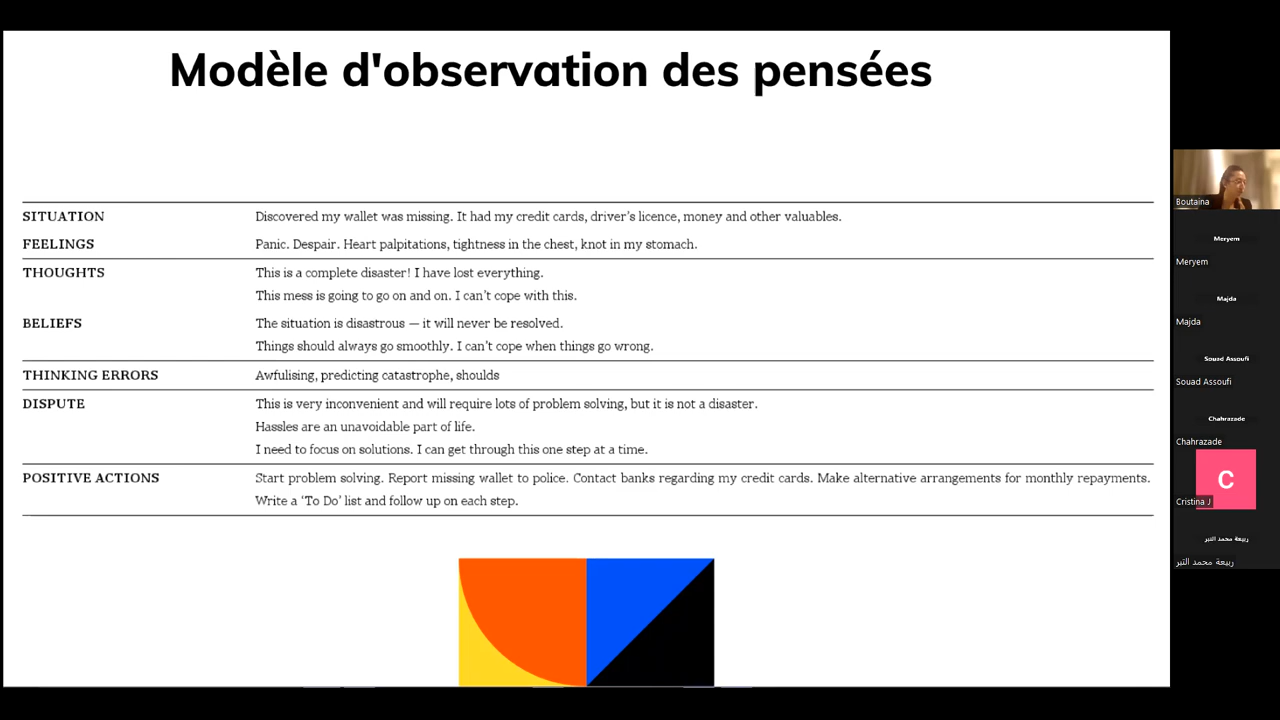 Modèle d'observation des pensées
SITUATION Discovered my wallet was missing. It had my credit cards, driver's licence, money and other valuables.
FEELINGS Panic. Despair. Heart palpitations, tightness in the chest, knot in my stomach.
THOUGHTS This is a complete disaster! I have lost everything.
This mess is going to go on and on. I can't cope with this.
BELIEFS The situation is disastrous — it will never be resolved.
Things should always go smoothly. I can't cope when things go wrong.
THINKING ERRORS Awfulising, predicting catastrophe, shoulds
DISPUTE This is very inconvenient and will require lots of problem solving, but it is not a disaster.
Hassles are an unavoidable part of life.
I need to focus on solutions. I can get through this one step at a time.
POSITIVE ACTIONS Start problem solving. Report missing wallet to police. Contact banks regarding my credit cards. Make alternative arrangements for monthly repayments.
Write a ‘To Do’ list and follow up on each step.
Boutaina
Meryem
Meryem
Majda
Majda
Souad Assoufi
Souad Assoufi
Chahrazade
Chahrazade
C
Cristina J
ربيعة محمد التبر
ربيعة محمد التبر